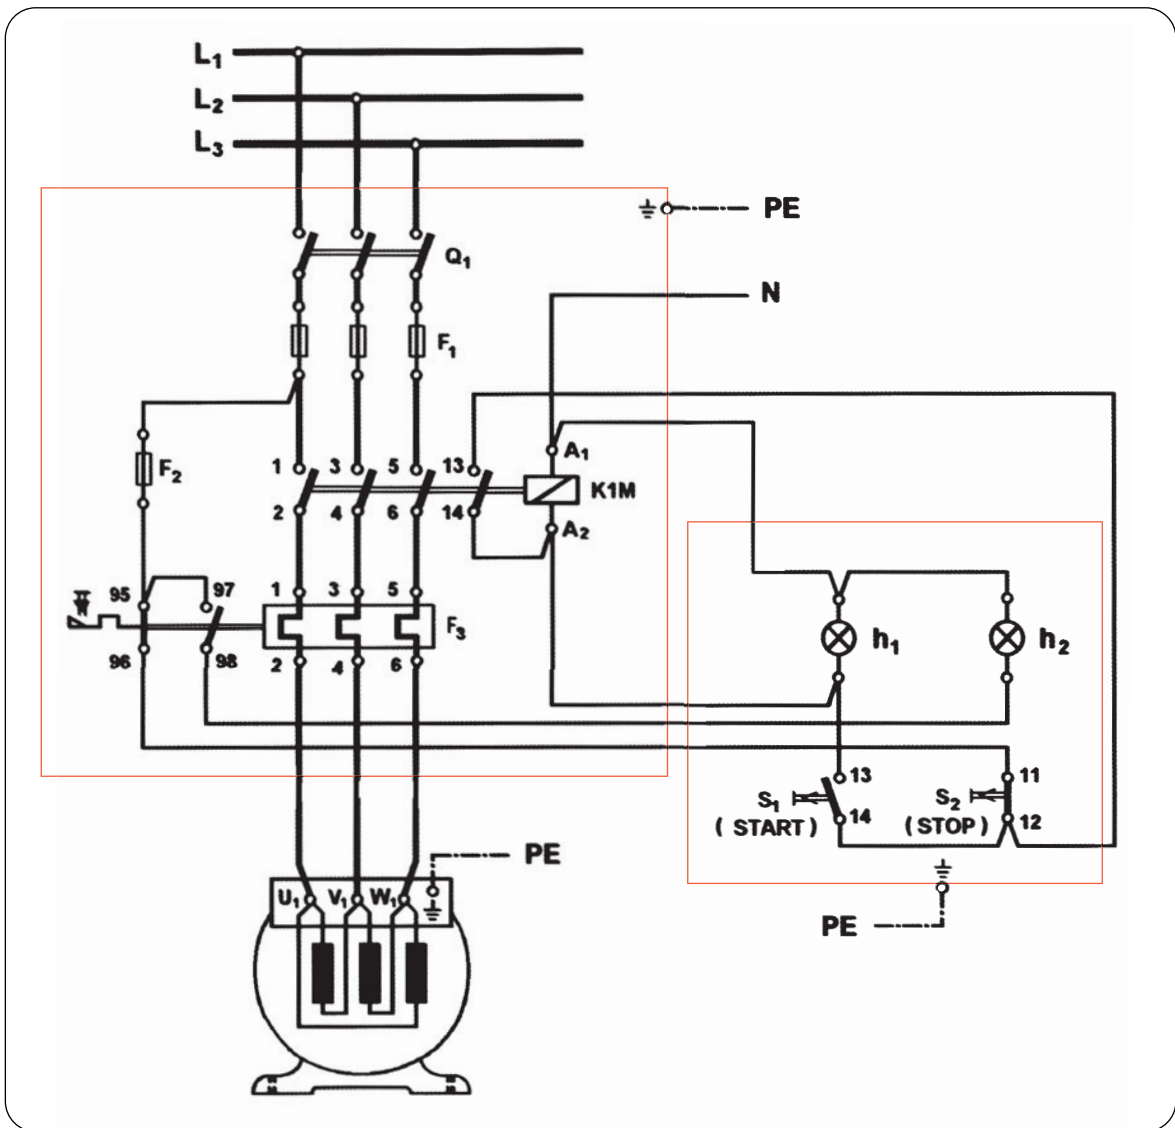 L1
L2
L3
PE
Q1
N
F1
A1
F2
1 3 5 13
K1M
2 4 6 14
A2
95 97 1 3 5
F3
h1 h2
96 98 2 4 6
13 11
S1 S2
( START ) 14 ( STOP ) 12
PE
U1 V1 W1
PE